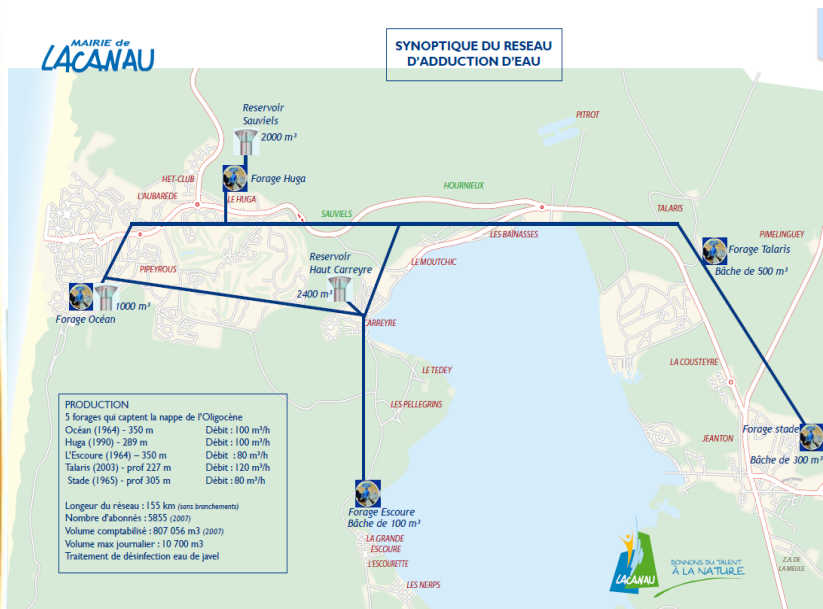 MAIRIE de
LACANAU
SYNOPTIQUE DU RESEAU
D'ADDUCTION D'EAU
Reservoir
Sauviels
2000 m³
PITROT
Forage Huga
HET-CLUB
HOURNIEUX
L'AUBARÈDE
LE HUGA
TALARIS
SAUVIELS
LES BAÏNASSES
PIMELINGUEY
Forage Talaris
PIPEYROUS
Reservoir
Haut Carreyre
LE MOUTCHIC
Bâche de 500 m³
2400 m³
1000 m³
Forage Océan
CARREYRE
LA COUSTEYRE
LE TEDEY
LES PELLEGRINS
PRODUCTION
5 forages qui captent la nappe de l'Oligocène
Océan (1964) - 350 m Débit : 100 m³/h
Huga (1990) - 289 m Débit : 100 m³/h
L'Escoure (1964) – 350 m Débit : 80 m³/h
Talaris (2003) - prof 227 m Débit : 120 m³/h
Stade (1965) - prof 305 m Débit : 80 m³/h
Longeur du réseau : 155 km (sans branchements)
Nombre d'abonnés : 5855 (2007)
Volume comptabilisé : 807 056 m3 (2007)
Volume max journalier : 10 700 m3
Traitement de désinfection eau de javel
Forage stade
JEANTON
Bâche de 300 m³
Forage Escoure
Bâche de 100 m³
LA GRANDE
ESCOURE
L'ESCOURETTE
LES NERPS
LACANAU
DONNONS DU TALENT
À LA NATURE
Z.A. DE
LA MEULE